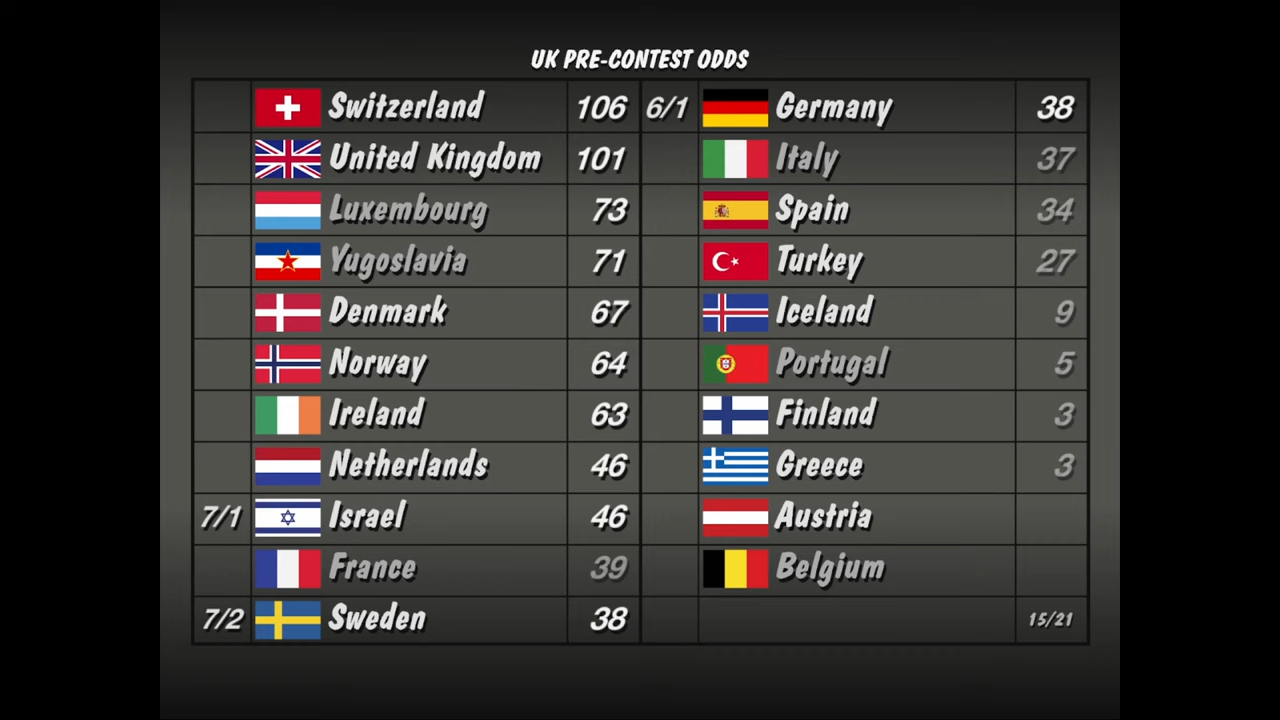 UK PRE-CONTEST ODDS
Switzerland 106
United Kingdom 101
Luxembourg 73
Yugoslavia 71
Denmark 67
Norway 64
Ireland 63
Netherlands 46
7/1 Israel 46
France 39
7/2 Sweden 38
6/1 Germany 38
Italy 37
Spain 34
Turkey 27
Iceland 9
Portugal 5
Finland 3
Greece 3
Austria
Belgium
15/21